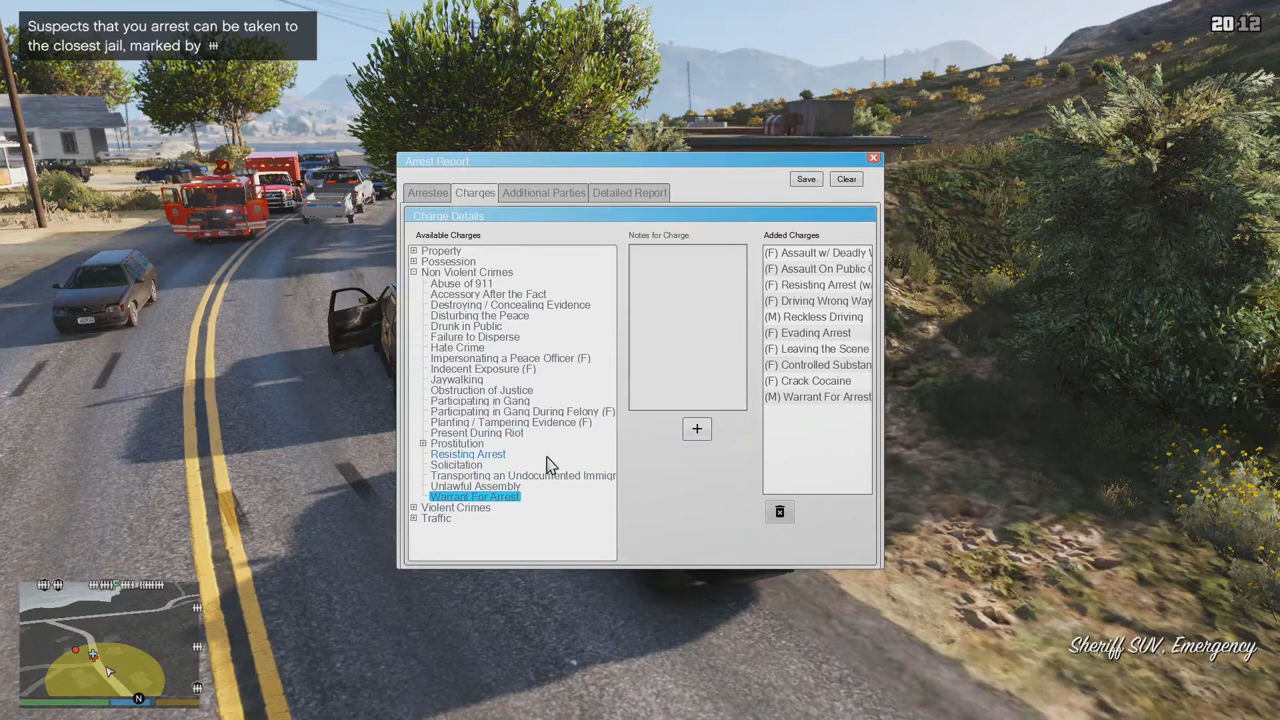 Suspects that you arrest can be taken to
the closest jail, marked by
20:12
Arrest Report
Save
Clear
Arrestee
Charges
Additional Parties
Detailed Report
Charge Details
Available Charges
Property
Possession
Non Violent Crimes
Abuse of 911
Accessory After the Fact
Destroying / Concealing Evidence
Disturbing the Peace
Drunk in Public
Failure to Disperse
Hate Crime
Impersonating a Peace Officer (F)
Indecent Exposure (F)
Jaywalking
Obstruction of Justice
Participating in Gang
Participating in Gang During Felony (F)
Planting / Tampering Evidence (F)
Present During Riot
Prostitution
Resisting Arrest
Solicitation
Transporting an Undocumented Immigr
Unlawful Assembly
Warrant For Arrest
Violent Crimes
Traffic
Notes for Charge
+
Added Charges
(F) Assault w/ Deadly
(F) Assault On Public
(F) Resisting Arrest (w
(F) Driving Wrong Way
(M) Reckless Driving
(F) Evading Arrest
(F) Leaving the Scene
(F) Controlled Substan
(F) Crack Cocaine
(M) Warrant For Arrest
N
Sheriff SUV, Emergency